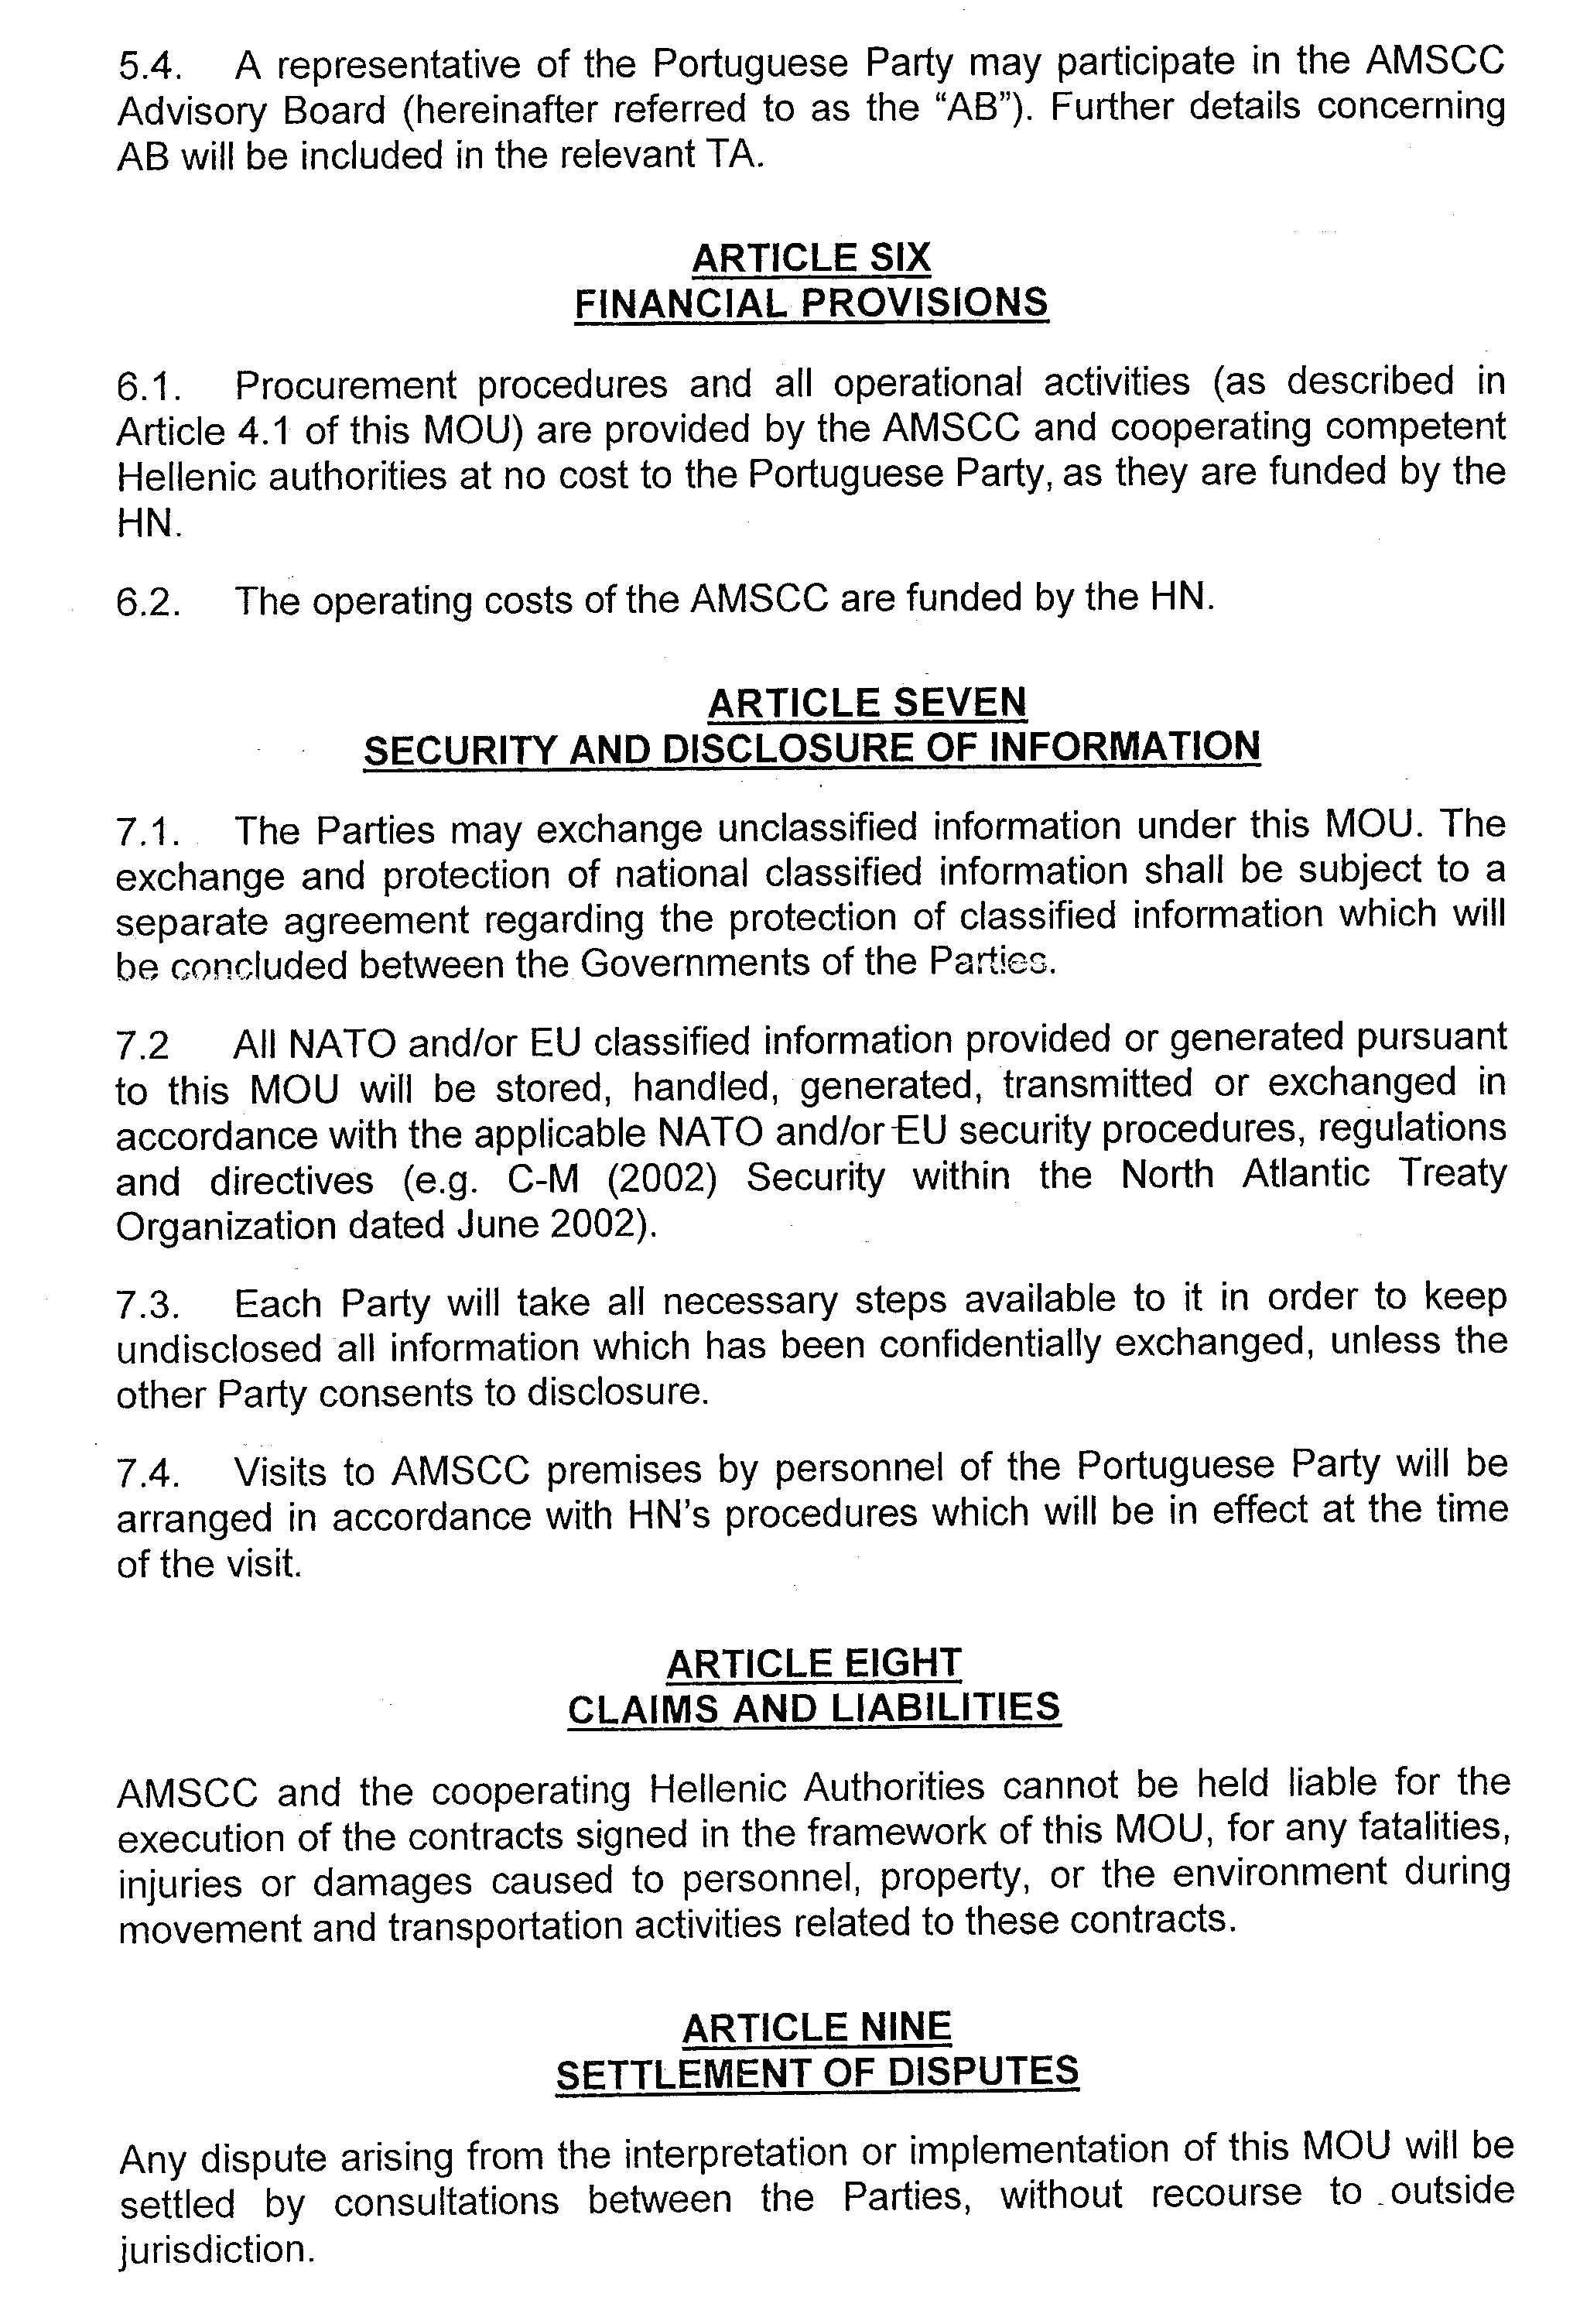 5.4. A representative of the Portuguese Party may participate in the AMSCC
Advisory Board (hereinafter referred to as the “AB”). Further details concerning
AB will be included in the relevant TA.
ARTICLE SIX
FINANCIAL PROVISIONS
6.1. Procurement procedures and all operational activities (as described in
Article 4.1 of this MOU) are provided by the AMSCC and cooperating competent
Hellenic authorities at no cost to the Portuguese Party, as they are funded by the
HN.
6.2. The operating costs of the AMSCC are funded by the HN.
ARTICLE SEVEN
SECURITY AND DISCLOSURE OF INFORMATION
7.1. The Parties may exchange unclassified information under this MOU. The
exchange and protection of national classified information shall be subject to a
separate agreement regarding the protection of classified information which will
be concluded between the Governments of the Parties.
7.2 All NATO and/or EU classified information provided or generated pursuant
to this MOU will be stored, handled, generated, transmitted or exchanged in
accordance with the applicable NATO and/or EU security procedures, regulations
and directives (e.g. C-M (2002) Security within the North Atlantic Treaty
Organization dated June 2002).
7.3. Each Party will take all necessary steps available to it in order to keep
undisclosed all information which has been confidentially exchanged, unless the
other Party consents to disclosure.
7.4. Visits to AMSCC premises by personnel of the Portuguese Party will be
arranged in accordance with HN’s procedures which will be in effect at the time
of the visit.
ARTICLE EIGHT
CLAIMS AND LIABILITIES
AMSCC and the cooperating Hellenic Authorities cannot be held liable for the
execution of the contracts signed in the framework of this MOU, for any fatalities,
injuries or damages caused to personnel, property, or the environment during
movement and transportation activities related to these contracts.
ARTICLE NINE
SETTLEMENT OF DISPUTES
Any dispute arising from the interpretation or implementation of this MOU will be
settled by consultations between the Parties, without recourse to outside
jurisdiction.